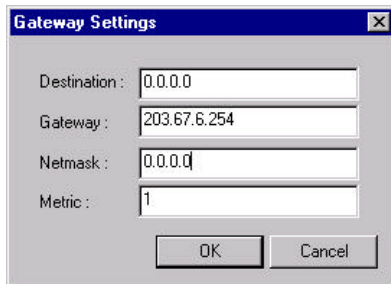 Gateway Settings
Destination : 0.0.0.0
Gateway : 203.67.6.254
Netmask : 0.0.0.0
Metric : 1
OK Cancel